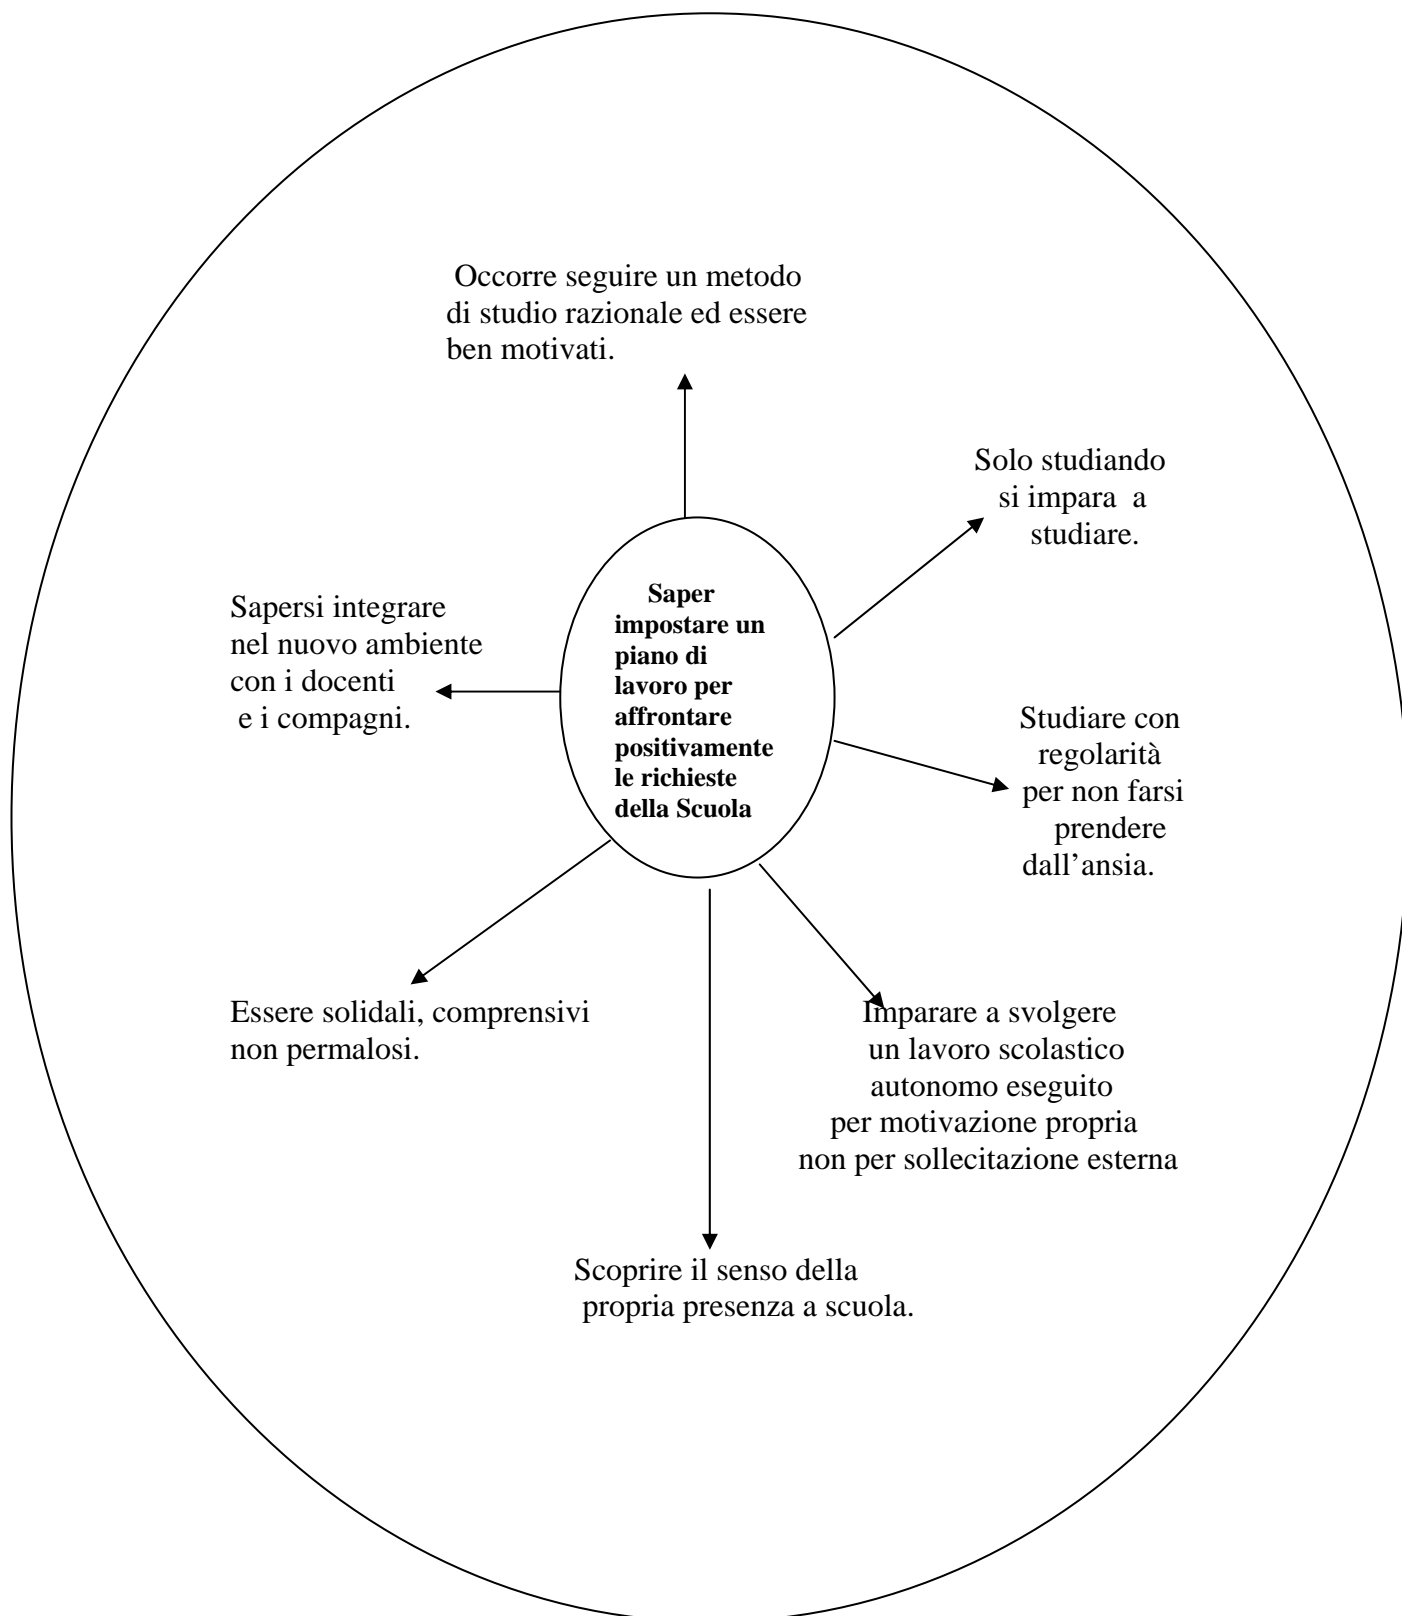 Occorre seguire un metodo
di studio razionale ed essere
ben motivati.
Solo studiando
si impara a
studiare.
Saper
impostare un
piano di
lavoro per
affrontare
positivamente
le richieste
della Scuola
Sapersi integrare
nel nuovo ambiente
con i docenti
e i compagni.
Studiare con
regolarità
per non farsi
prendere
dall’ansia.
Essere solidali, comprensivi
non permalosi.
Imparare a svolgere
un lavoro scolastico
autonomo eseguito
per motivazione propria
non per sollecitazione esterna
Scoprire il senso della
propria presenza a scuola.